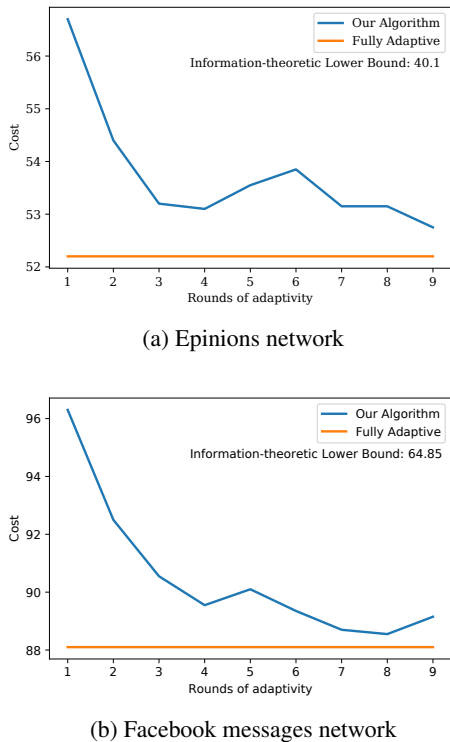 Our Algorithm
Fully Adaptive
Information-theoretic Lower Bound: 40.1
56
55
54
53
52
Cost
1 2 3 4 5 6 7 8 9
Rounds of adaptivity
(a) Epinions network
Our Algorithm
Fully Adaptive
Information-theoretic Lower Bound: 64.85
96
94
92
90
88
Cost
1 2 3 4 5 6 7 8 9
Rounds of adaptivity
(b) Facebook messages network